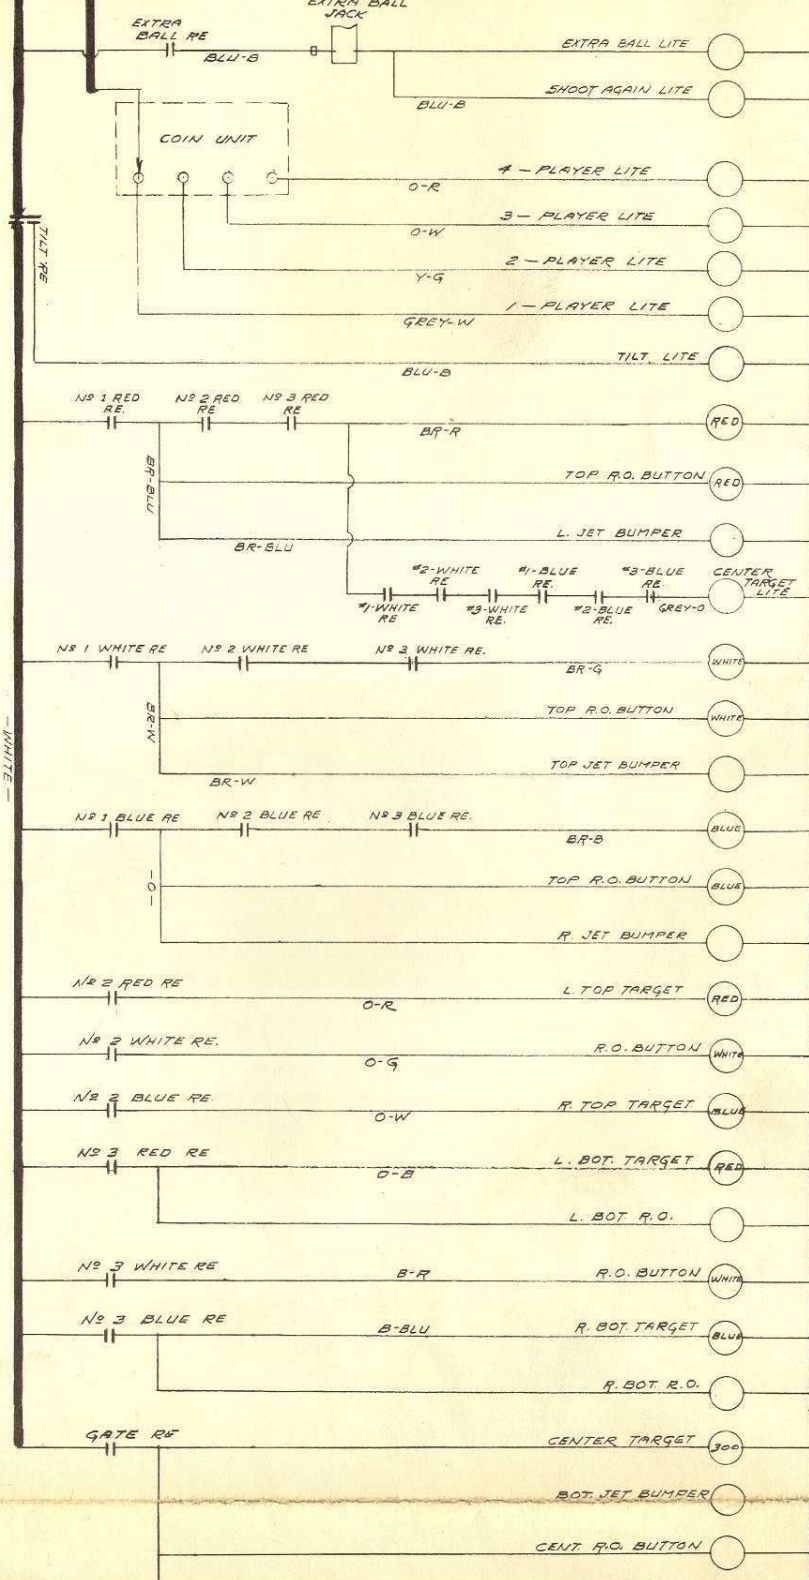 EXTRA BALL
JACK
EXTRA
BALL RE
BLU-B
EXTRA BALL LITE
SHOOT AGAIN LITE
BLU-B
COIN UNIT
4 - PLAYER LITE
O-R
3 - PLAYER LITE
O-W
TILT RE
2 - PLAYER LITE
Y-G
1 - PLAYER LITE
GREY-W
TILT LITE
BLU-B
Nº 1 RED
RE.
Nº 2 RED
RE
Nº 3 RED
RE
BR-R
RED
BR-BLU
TOP R.O. BUTTON
RED
L. JET BUMPER
BR-BLU
#2-WHITE
RE
#1-BLUE
RE.
#3-BLUE
RE.
CENTER
TARGET
LITE
#1-WHITE
RE
#3-WHITE
RE.
#2-BLUE
RE.
GREY-O
Nº 1 WHITE RE
Nº 2 WHITE RE
Nº 3 WHITE RE.
BR-G
WHITE
BR-W
TOP R.O. BUTTON
WHITE
- WHITE -
TOP JET BUMPER
BR-W
Nº 1 BLUE RE
Nº 2 BLUE RE
Nº 3 BLUE RE.
BR-B
BLUE
-O-
TOP R.O. BUTTON
BLUE
R. JET BUMPER
Nº 2 RED RE
O-R
L. TOP TARGET
RED
Nº 2 WHITE RE.
O-G
R.O. BUTTON
WHITE
Nº 2 BLUE RE.
O-W
R. TOP TARGET
BLUE
Nº 3 RED RE
O-B
L. BOT. TARGET
RED
L. BOT R.O.
Nº 3 WHITE RE
B-R
R.O. BUTTON
WHITE
Nº 3 BLUE RE
B-BLU
R. BOT. TARGET
BLUE
R. BOT R.O.
GATE RE
CENTER TARGET
300
BOT. JET BUMPER
CENT. R.O. BUTTON